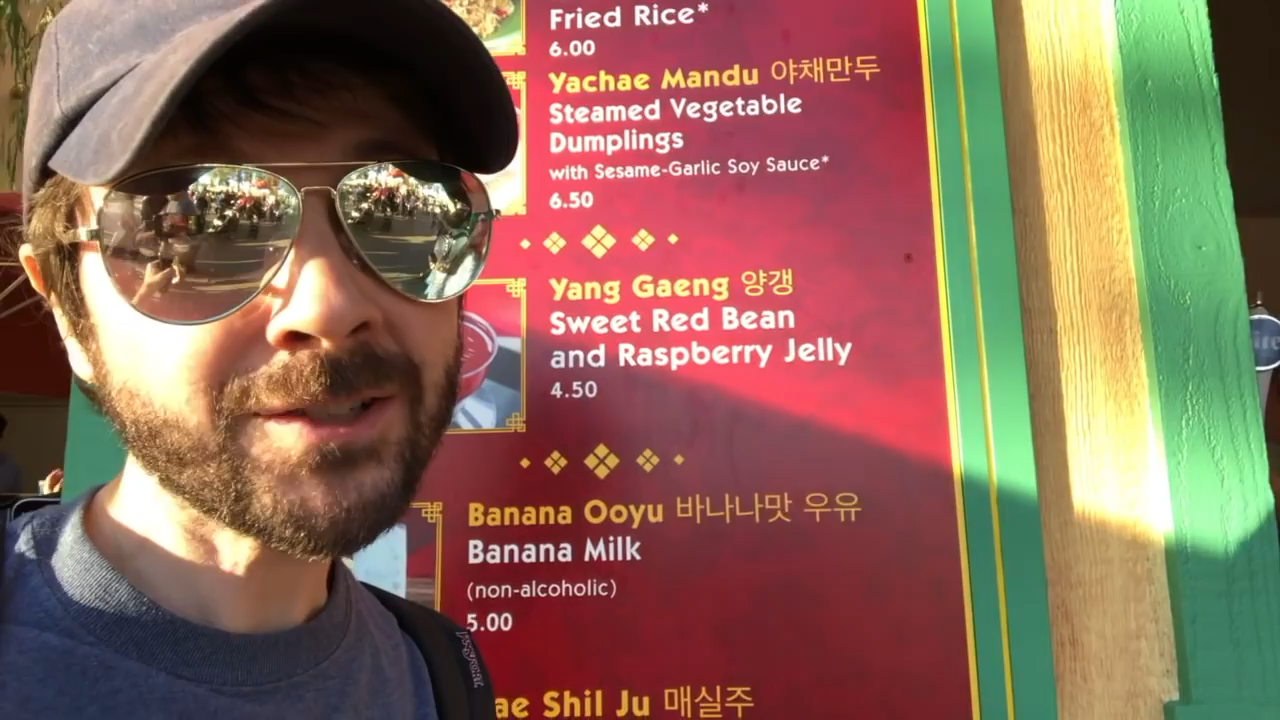 Fried Rice*
6.00
Yachae Mandu 야채만두
Steamed Vegetable
Dumplings
with Sesame-Garlic Soy Sauce*
6.50
Yang Gaeng 양갱
Sweet Red Bean
and Raspberry Jelly
4.50
Banana Ooyu 바나나맛 우유
Banana Milk
(non-alcoholic)
5.00
ae Shil Ju 매실주